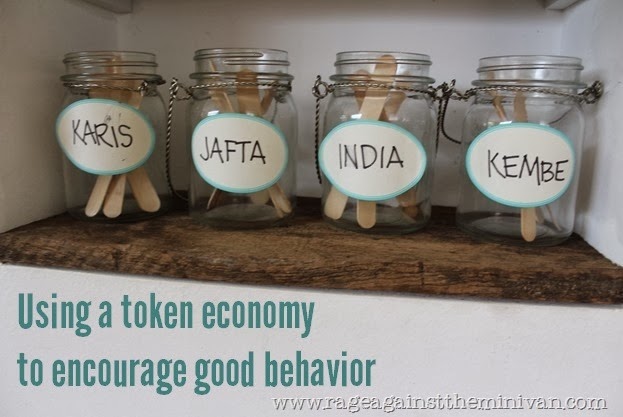 KARIS
JAFTA
INDIA
KEMBE
Using a token economy
to encourage good behavior
www.rageagainsttheminivan.com